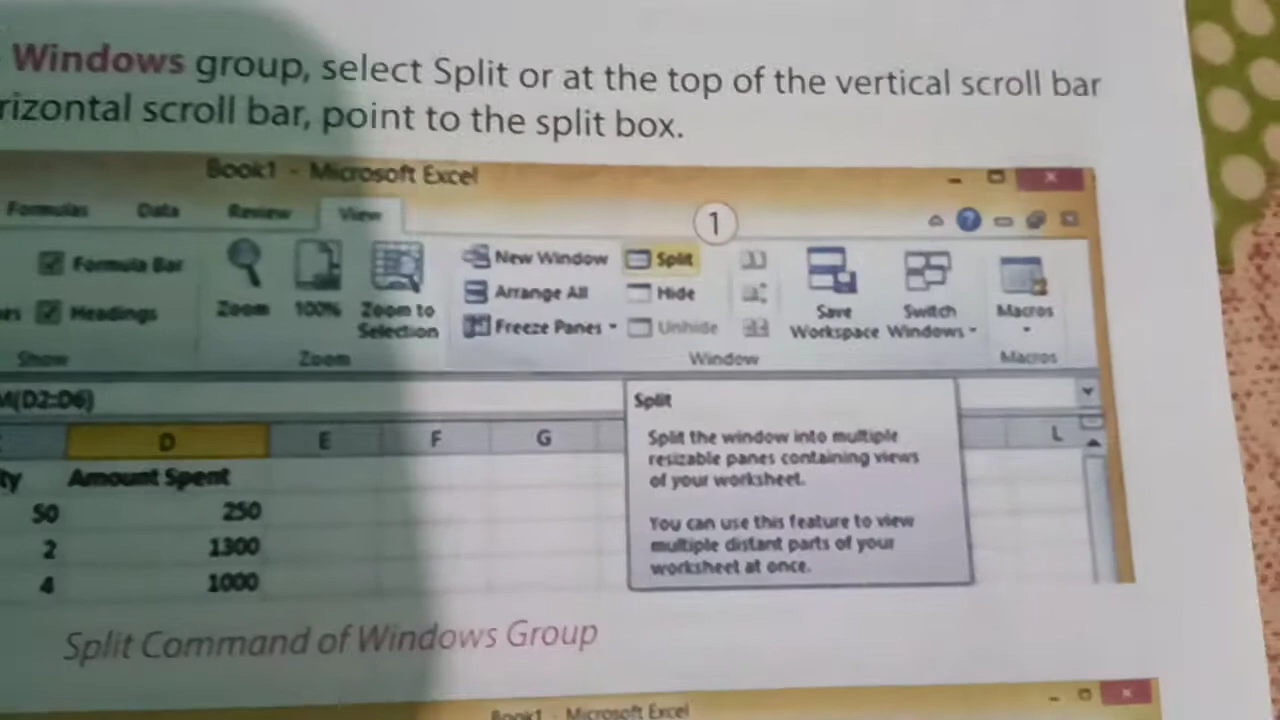 Windows group, select Split or at the top of the vertical scroll bar
rizontal scroll bar, point to the split box.
Book1 - Microsoft Excel
Formulas Data Review View
1
Formula Bar
Headings
Show
Zoom 100% Zoom to Selection
Zoom
New Window
Arrange All
Freeze Panes
Split
Hide
Unhide
Save Workspace
Switch Windows
Window
Macros
Macros
M(D2:D6)
D E F G L
ty Amount Spent
50 250
2 1300
4 1000
Split
Split the window into multiple
resizable panes containing views
of your worksheet.
You can use this feature to view
multiple distant parts of your
worksheet at once.
Split Command of Windows Group
Book1 - Microsoft Excel